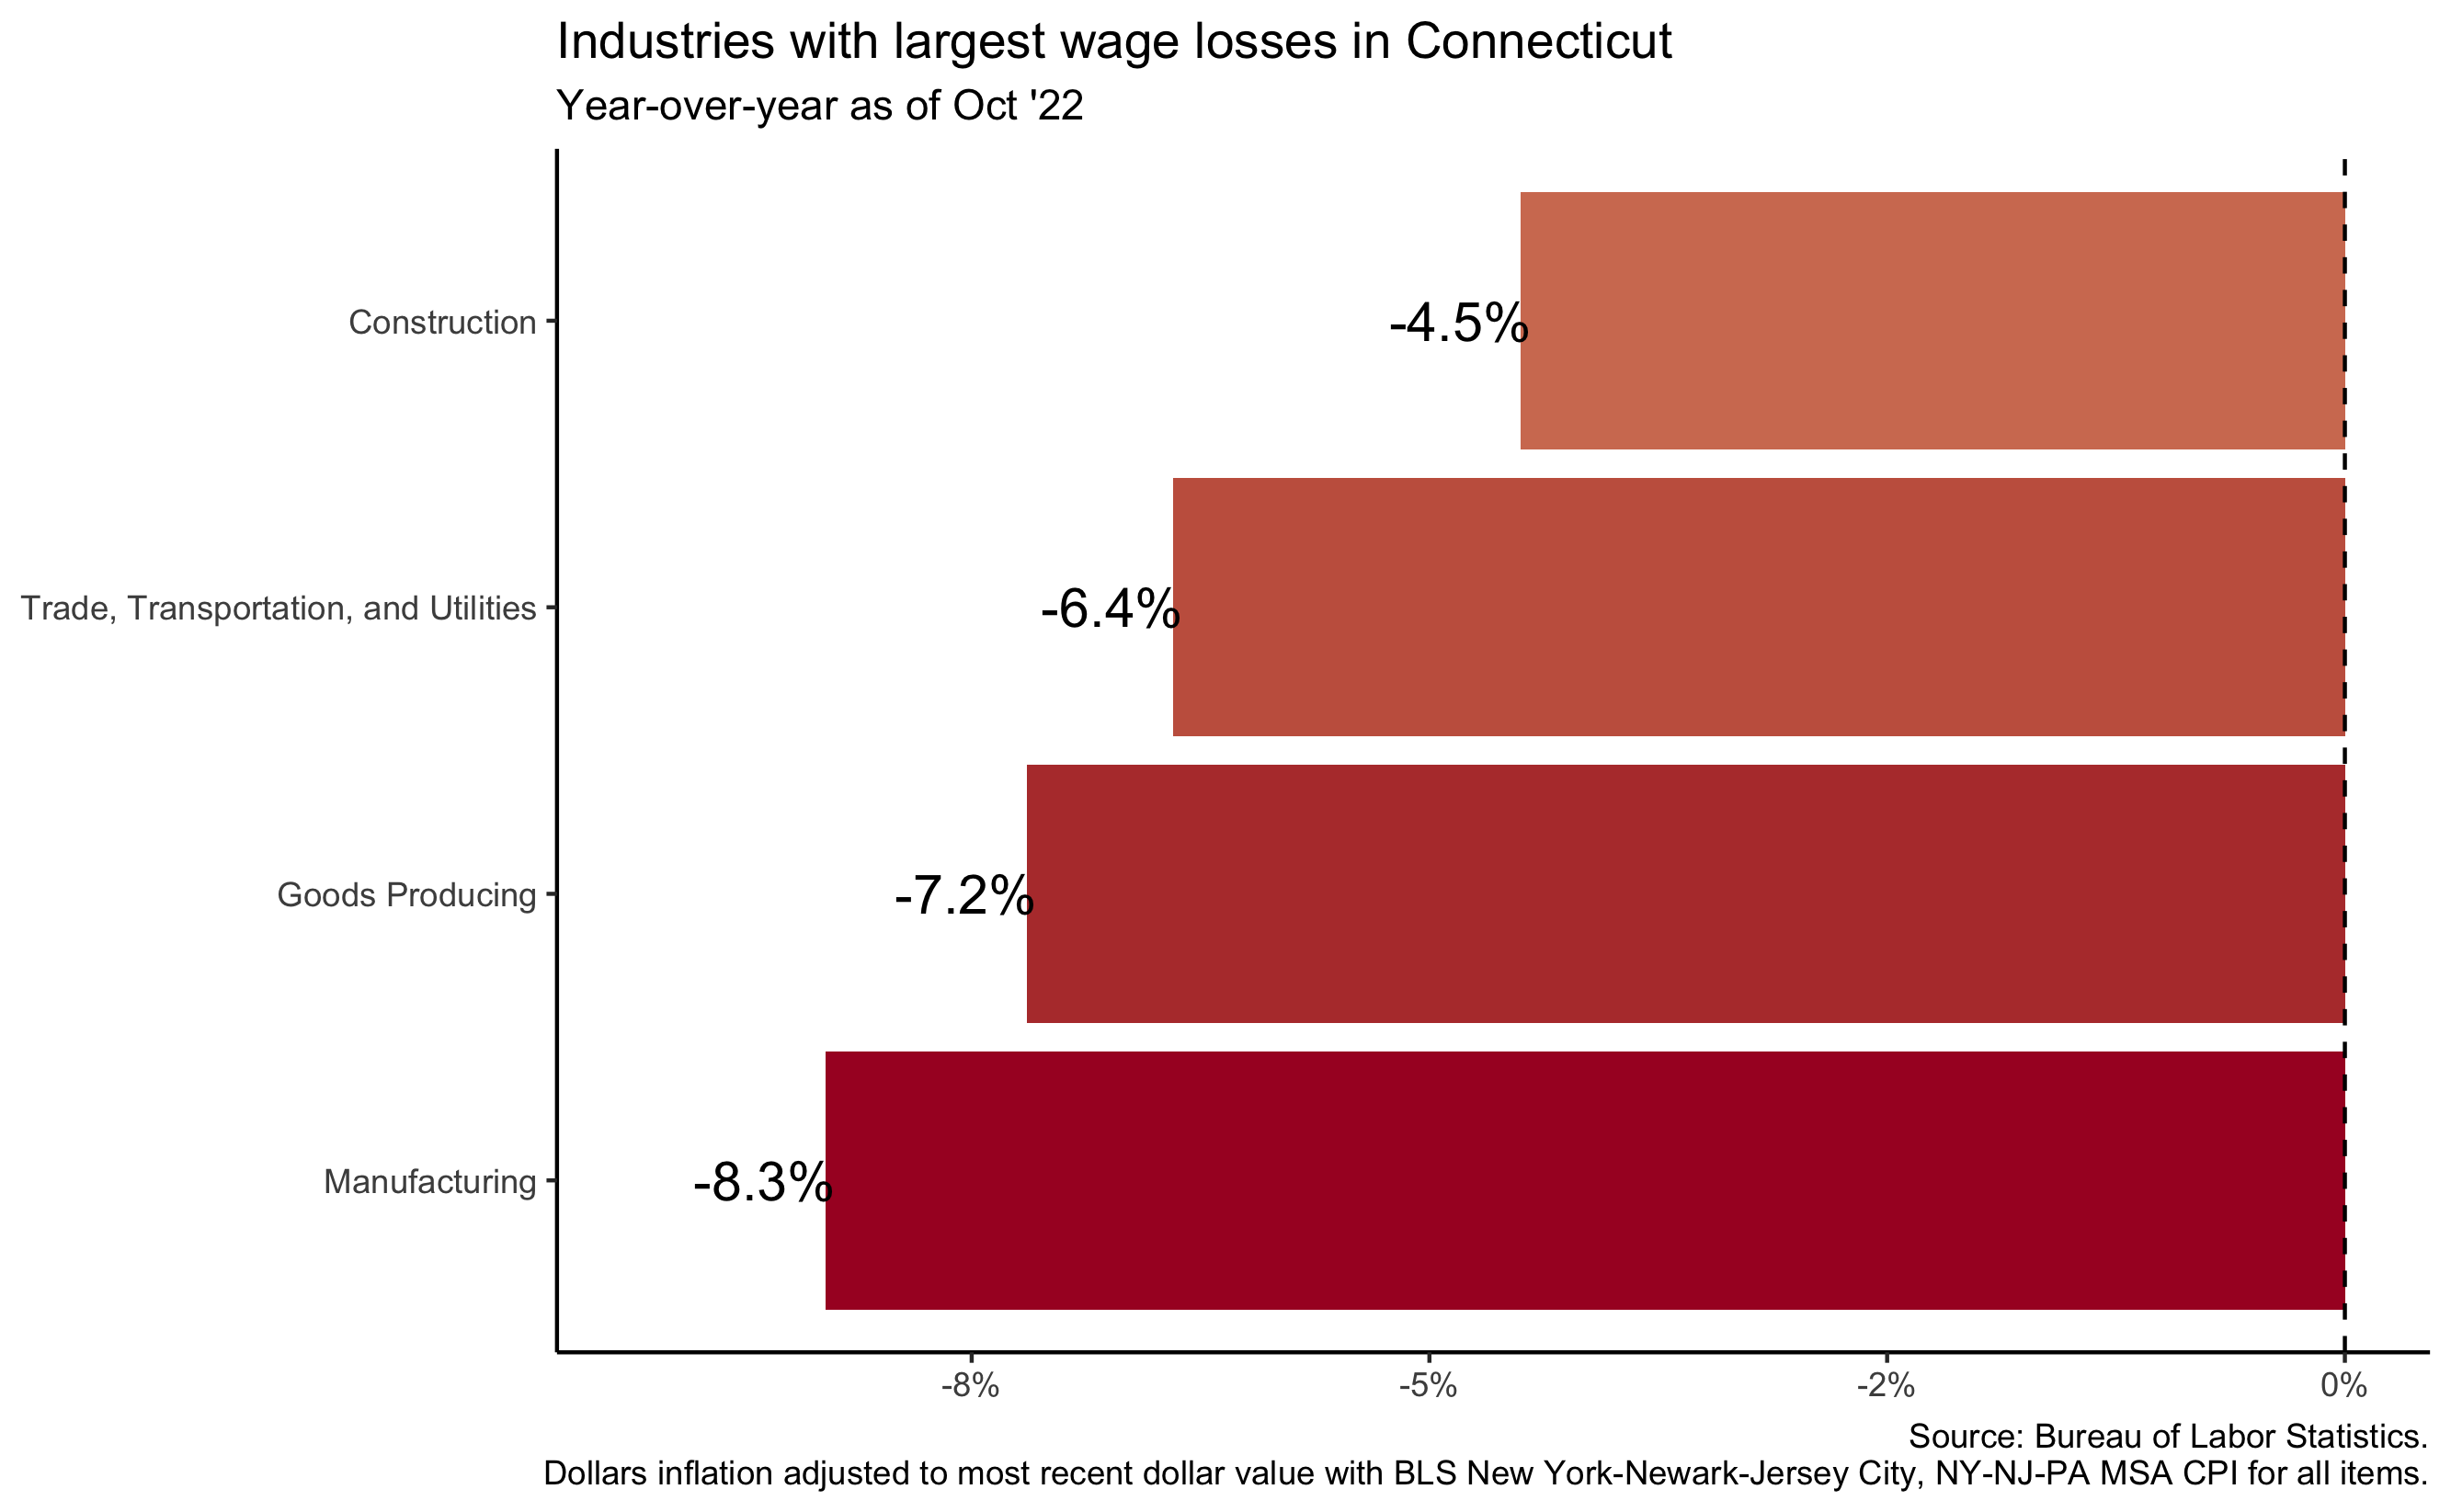 Industries with largest wage losses in Connecticut
Year-over-year as of Oct '22
Construction
-4.5%
Trade, Transportation, and Utilities
-6.4%
Goods Producing
-7.2%
Manufacturing
-8.3%
-8%
-5%
-2%
0%
Source: Bureau of Labor Statistics.
Dollars inflation adjusted to most recent dollar value with BLS New York-Newark-Jersey City, NY-NJ-PA MSA CPI for all items.